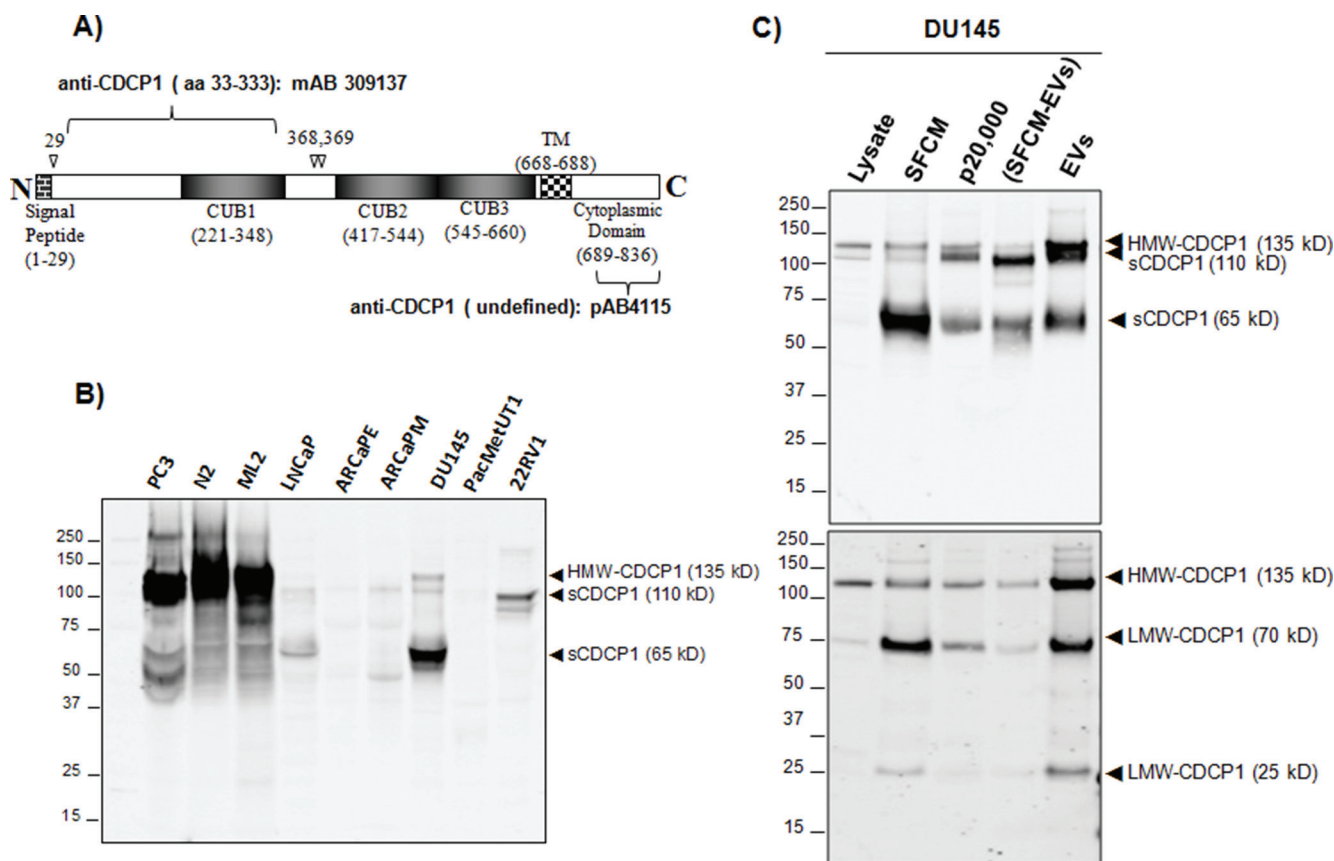 A)
anti-CDCP1 ( aa 33-333): mAB 309137
29
368,369
TM
(668-688)
N
C
Signal
Peptide
(1-29)
CUB1
(221-348)
CUB2
(417-544)
CUB3
(545-660)
Cytoplasmic
Domain
(689-836)
anti-CDCP1 ( undefined): pAB4115
B)
PC3
N2
ML2
LNCaP
ARCaPE
ARCaPM
DU145
PacMetUT1
22RV1
250
150
100
75
50
37
25
15
HMW-CDCP1 (135 kD)
sCDCP1 (110 kD)
sCDCP1 (65 kD)
C)
DU145
Lysate
SFCM
p20,000
(SFCM-EVs)
EVs
250
150
100
75
50
37
25
15
HMW-CDCP1 (135 kD)
sCDCP1 (110 kD)
sCDCP1 (65 kD)
250
150
100
75
50
37
25
15
HMW-CDCP1 (135 kD)
LMW-CDCP1 (70 kD)
LMW-CDCP1 (25 kD)